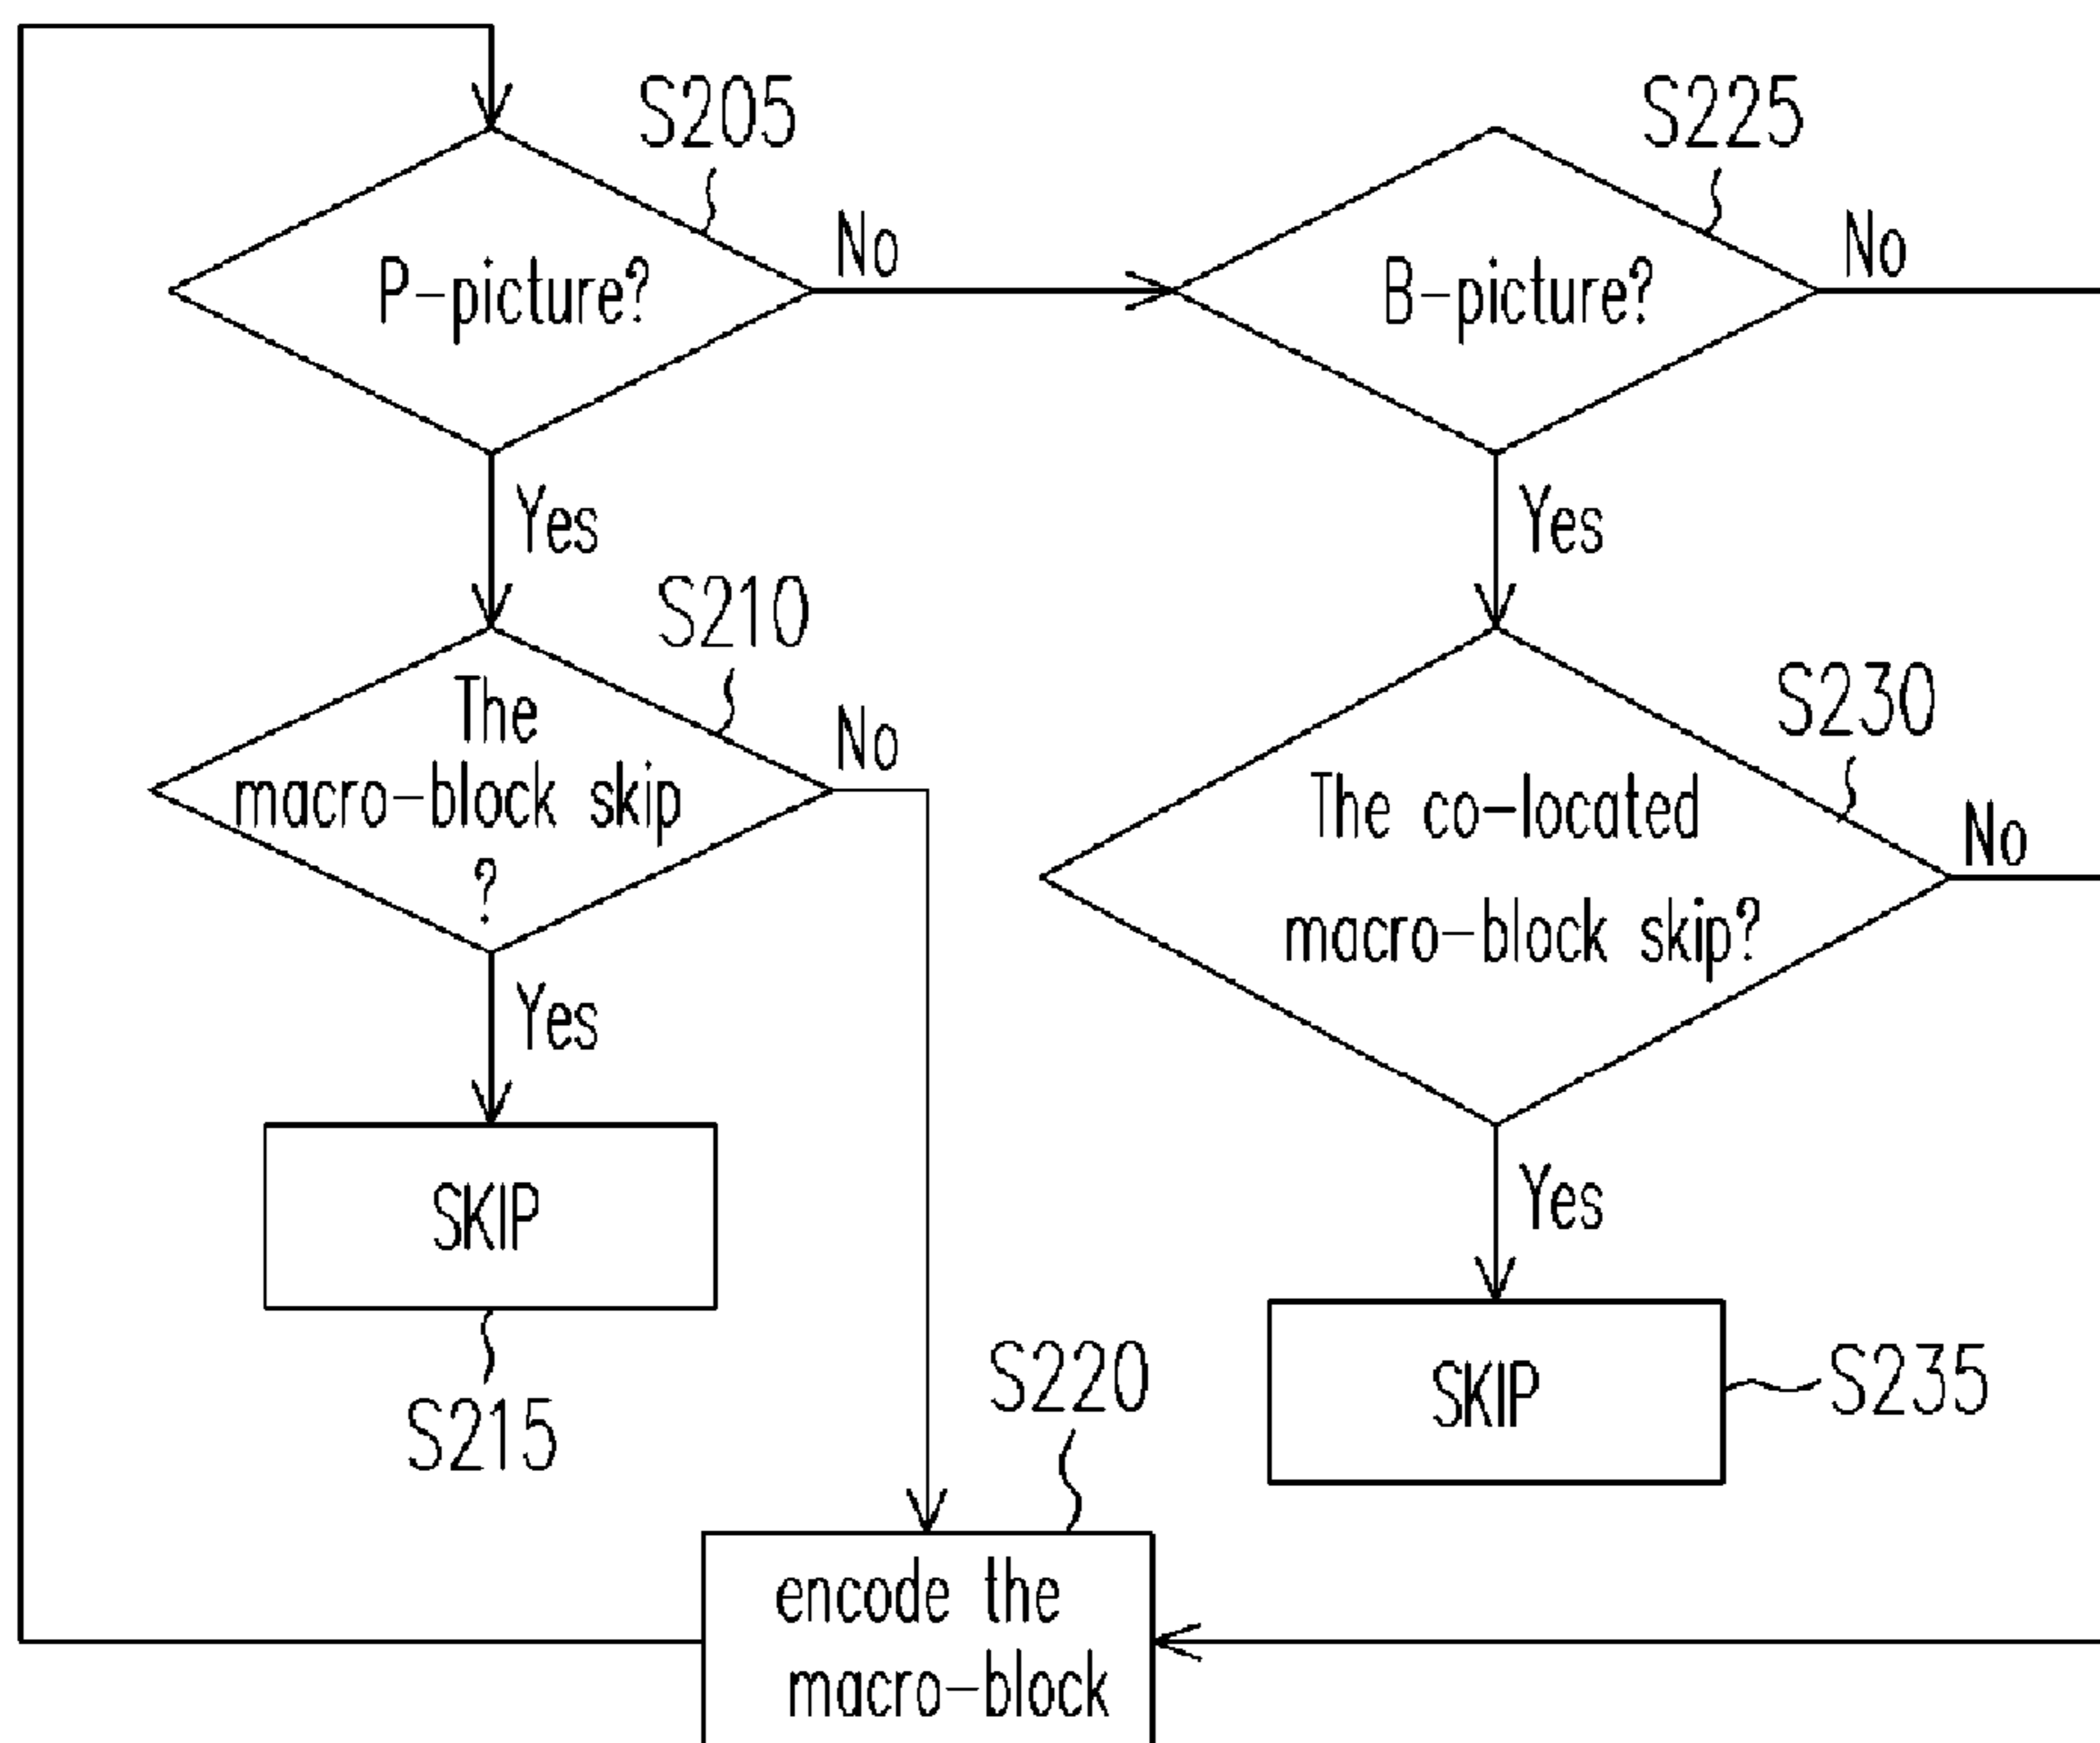 S205
P-picture?
No
Yes
S225
B-picture?
No
Yes
S210
The
macro-block skip
?
No
Yes
S230
The co-located
macro-block skip?
No
Yes
SKIP
S215
SKIP
S235
S220
encode the
macro-block